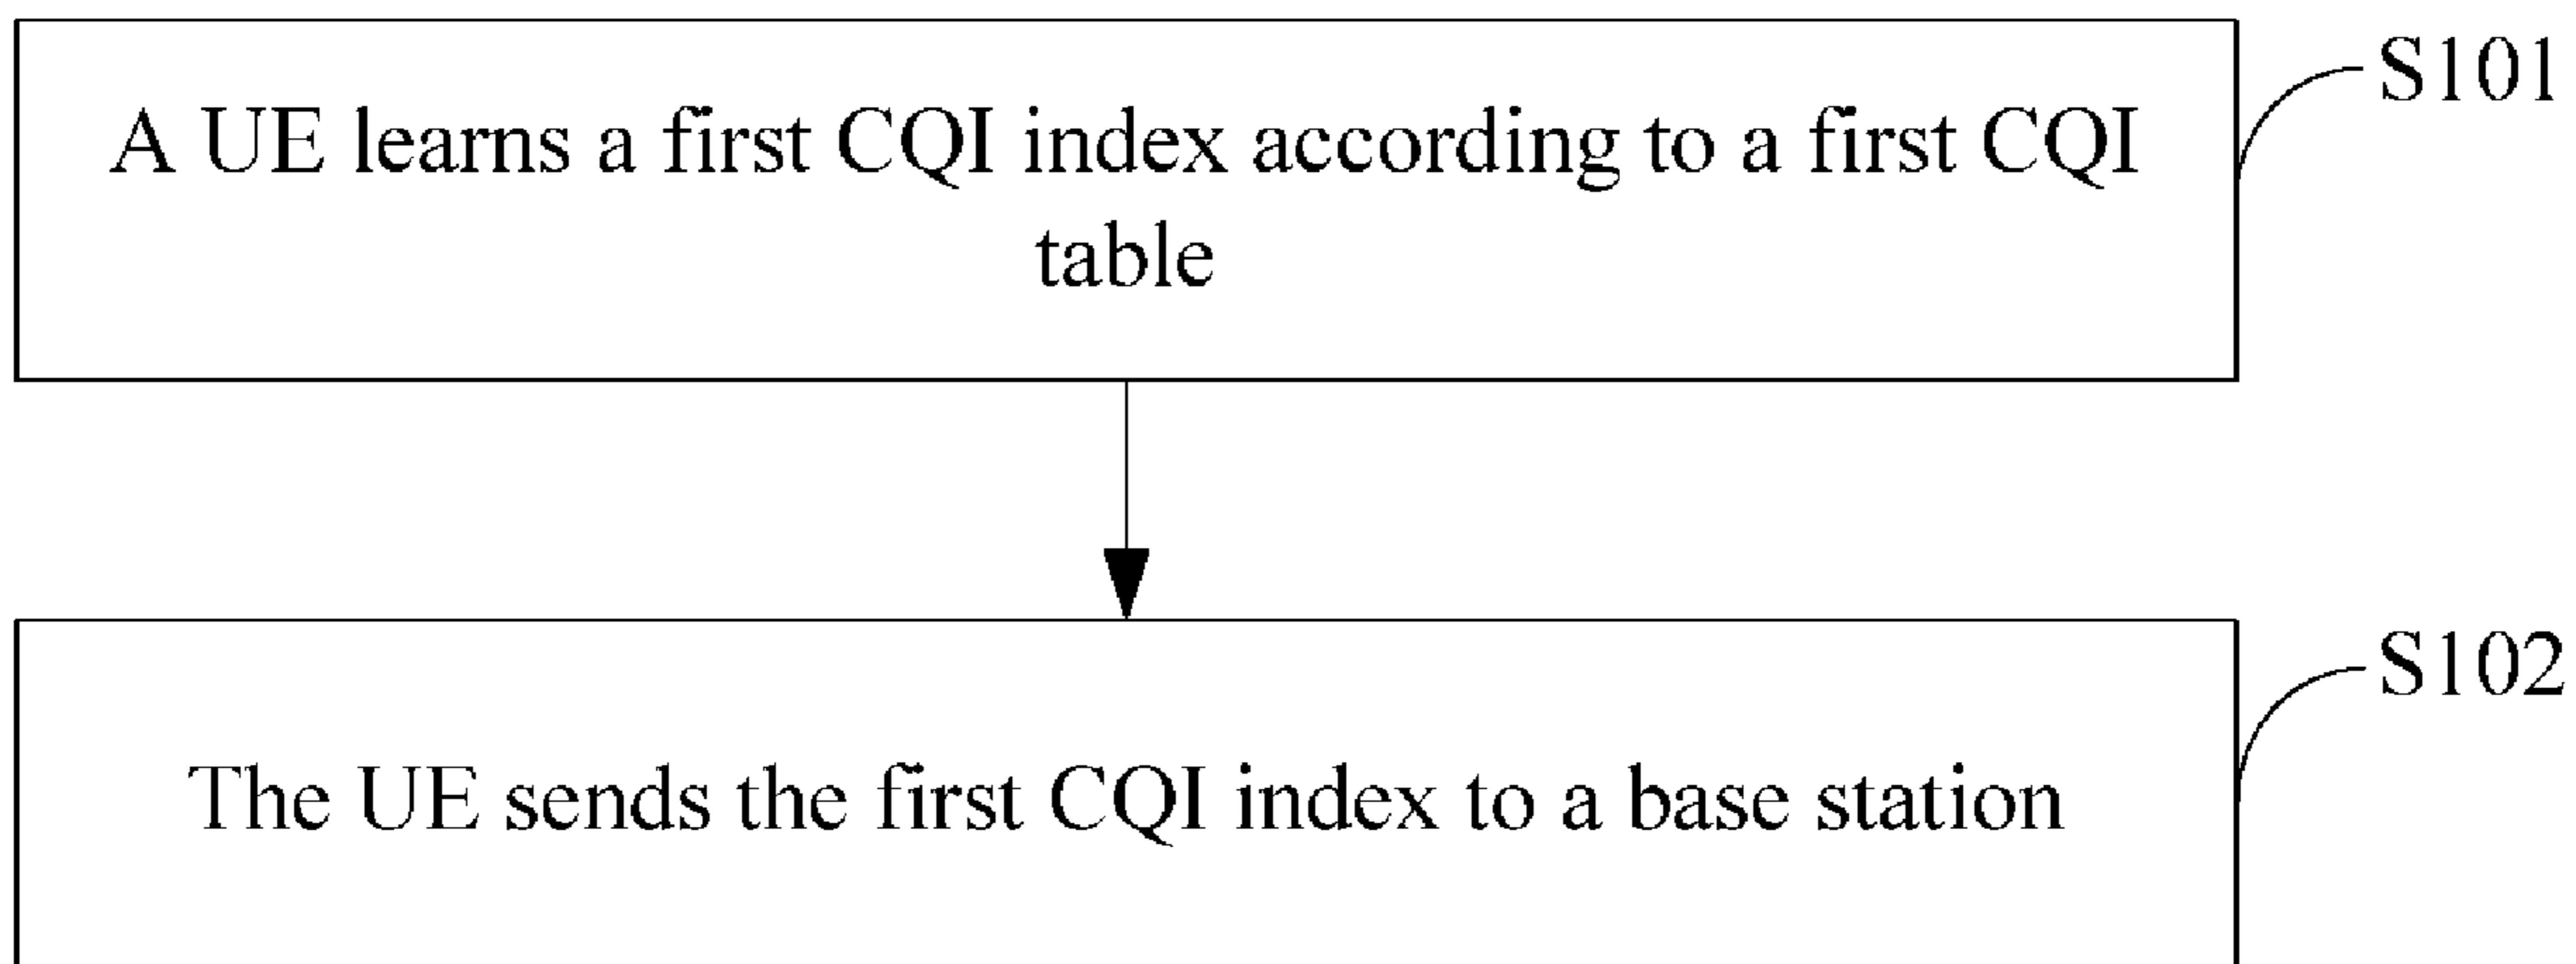 A UE learns a first CQI index according to a first CQI
table
S101
The UE sends the first CQI index to a base station
S102